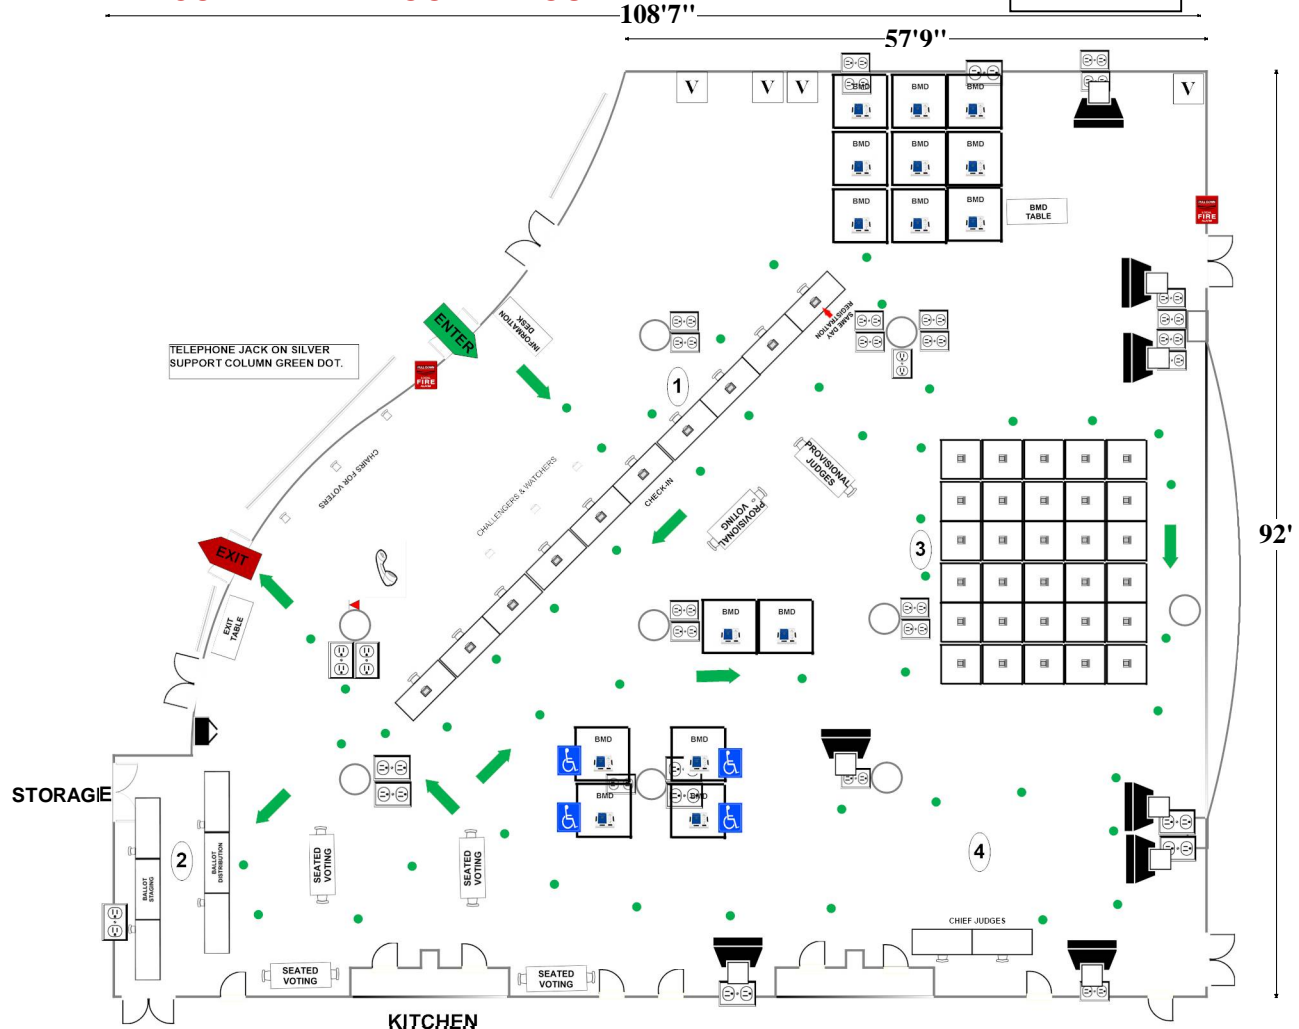 108'7"
57'9"
V
V
V
V
BMD
BMD
BMD
BMD
BMD
BMD
BMD
BMD
BMD
BMD
TABLE
FIRE
ENTER
INFORMATION
DESK
SAME DAY
REGISTRATION
TELEPHONE JACK ON SILVER
SUPPORT COLUMN GREEN DOT.
FIRE
1
CHAIRS FOR VOTERS
CHALLENGERS & WATCHERS
CHECK-IN
PROVISIONAL
JUDGES
PROVISIONAL
VOTING
92'
3
EXIT
EXIT
TABLE
BMD
BMD
BMD
BMD
BMD
BMD
STORAGE
2
BALLOT
STAGING
BALLOT
DISTRIBUTION
SEATED
VOTING
SEATED
VOTING
4
CHIEF JUDGES
SEATED
VOTING
SEATED
VOTING
KITCHEN